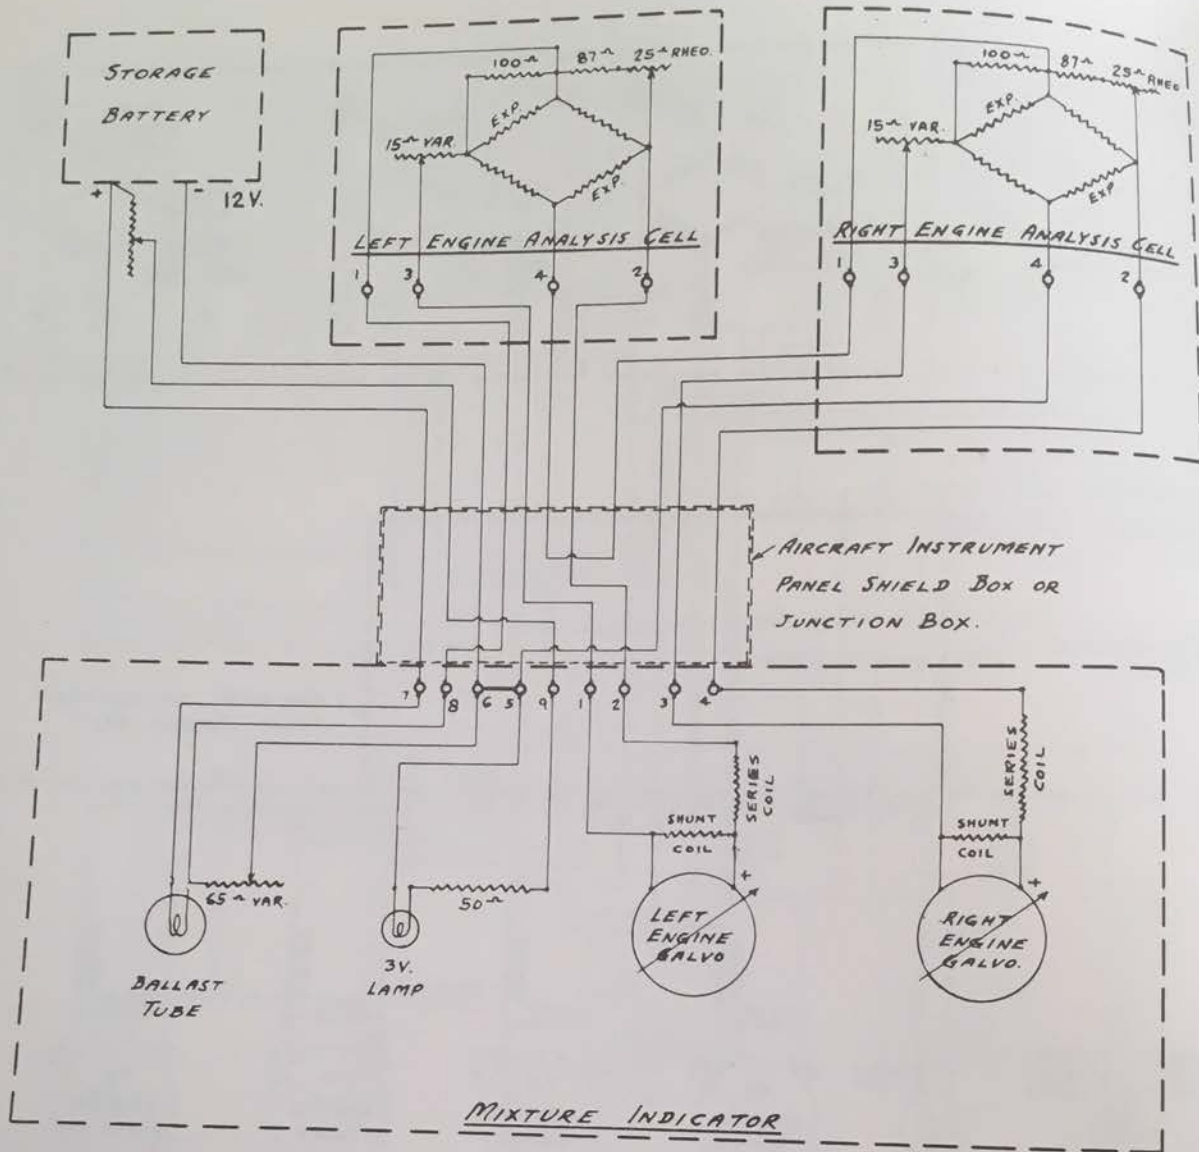 STORAGE
BATTERY
+
-
12 V.
100Ω
87Ω
25Ω RHEO.
EXP.
15Ω VAR.
EXP.
LEFT ENGINE ANALYSIS CELL
1
3
4
2
100Ω
87Ω
25Ω RHEO
EXP.
15Ω VAR.
EXP.
RIGHT ENGINE ANALYSIS CELL
1
3
4
2
AIRCRAFT INSTRUMENT
PANEL SHIELD BOX OR
JUNCTION BOX.
7
8
6
5
9
1
2
3
4
SERIES
COIL
SHUNT
COIL
SERIES
COIL
SHUNT
COIL
65Ω VAR.
50Ω
+
+
LEFT
ENGINE
GALVO
RIGHT
ENGINE
GALVO.
BALLAST
TUBE
3V.
LAMP
MIXTURE INDICATOR